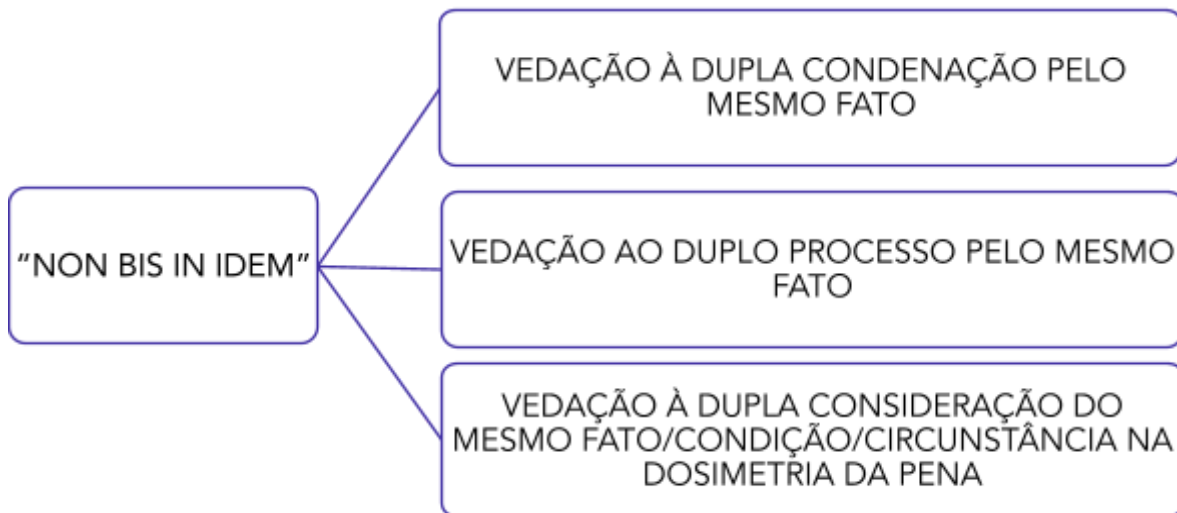 VEDAÇÃO À DUPLA CONDENAÇÃO PELO
MESMO FATO
“NON BIS IN IDEM”
VEDAÇÃO AO DUPLO PROCESSO PELO MESMO
FATO
VEDAÇÃO À DUPLA CONSIDERAÇÃO DO
MESMO FATO/CONDIÇÃO/CIRCUNSTÂNCIA NA
DOSIMETRIA DA PENA